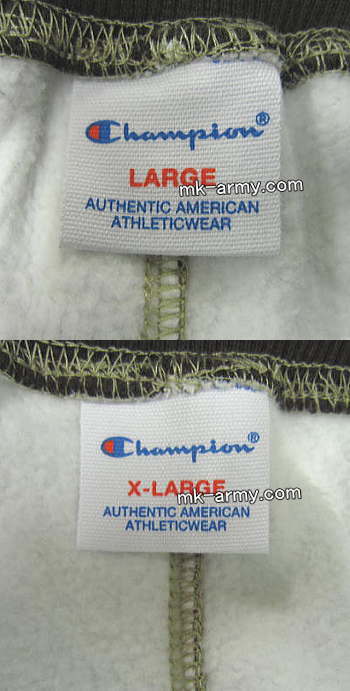 Champion®
LARGE
mk-army.com
AUTHENTIC AMERICAN
ATHLETICWEAR
Champion®
X-LARGE
mk-army.com
AUTHENTIC AMERICAN
ATHLETICWEAR